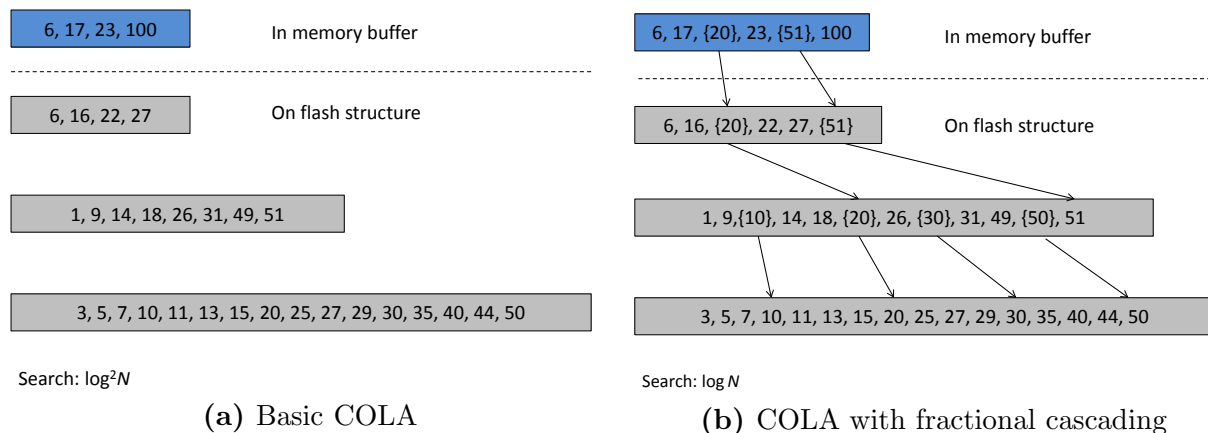 6, 17, 23, 100
In memory buffer
6, 16, 22, 27
On flash structure
1, 9, 14, 18, 26, 31, 49, 51
3, 5, 7, 10, 11, 13, 15, 20, 25, 27, 29, 30, 35, 40, 44, 50
Search: log²N
(a) Basic COLA
6, 17, {20}, 23, {51}, 100
In memory buffer
6, 16, {20}, 22, 27, {51}
On flash structure
1, 9,{10}, 14, 18, {20}, 26, {30}, 31, 49, {50}, 51
3, 5, 7, 10, 11, 13, 15, 20, 25, 27, 29, 30, 35, 40, 44, 50
Search: log N
(b) COLA with fractional cascading